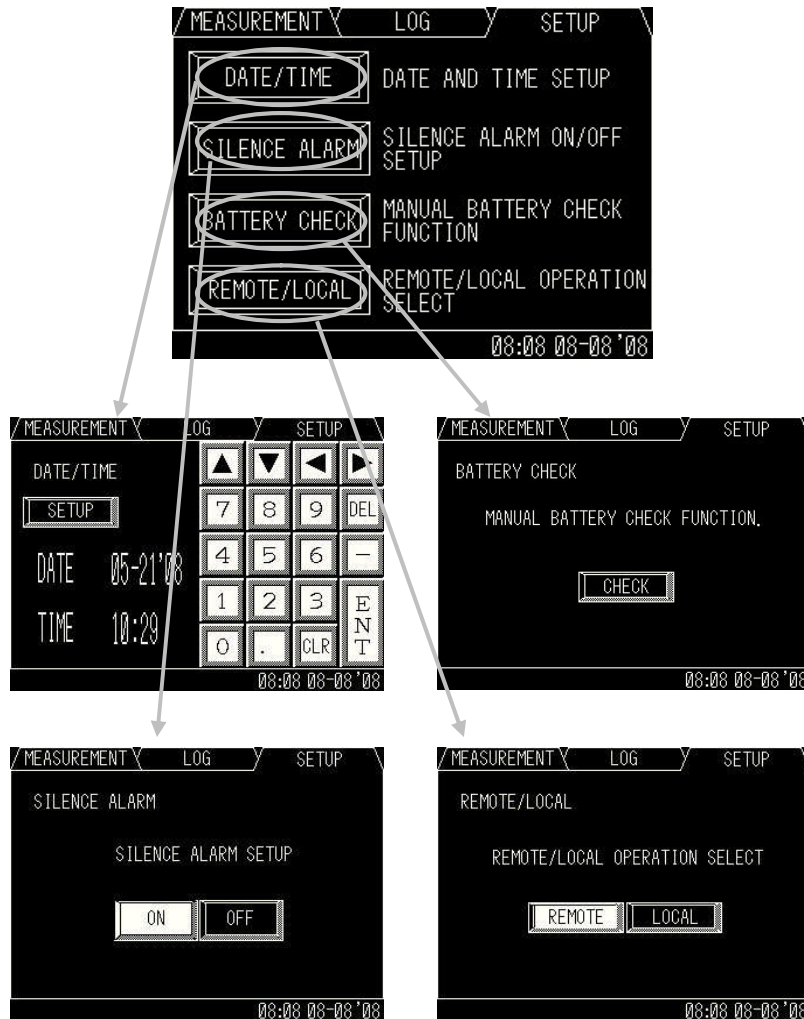 MEASUREMENT LOG SETUP
DATE/TIME DATE AND TIME SETUP
SILENCE ALARM SILENCE ALARM ON/OFF
SETUP
BATTERY CHECK MANUAL BATTERY CHECK
FUNCTION
REMOTE/LOCAL REMOTE/LOCAL OPERATION
SELECT
08:08 08-08'08
MEASUREMENT LOG SETUP
DATE/TIME
SETUP
DATE 05-21'08
TIME 10:29
▲ ▼ ◀ ▶
7 8 9 DEL
4 5 6 -
1 2 3 ENT
0 . CLR
08:08 08-08'08
MEASUREMENT LOG SETUP
BATTERY CHECK
MANUAL BATTERY CHECK FUNCTION.
CHECK
08:08 08-08'08
MEASUREMENT LOG SETUP
SILENCE ALARM
SILENCE ALARM SETUP
ON OFF
08:08 08-08'08
MEASUREMENT LOG SETUP
REMOTE/LOCAL
REMOTE/LOCAL OPERATION SELECT
REMOTE LOCAL
08:08 08-08'08